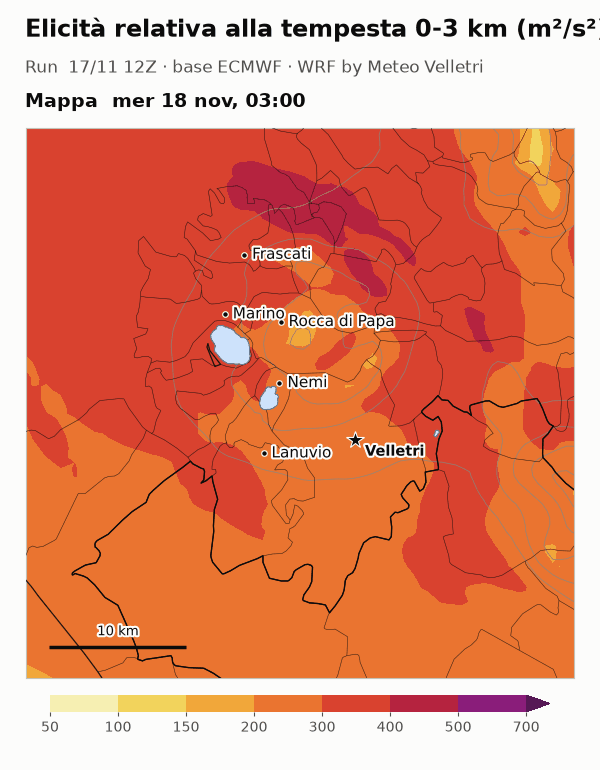 Elicità relativa alla tempesta 0-3 km (m²/s²)
Run  17/11 12Z · base ECMWF · WRF by Meteo Velletri
Mappa  mer 18 nov, 03:00
Frascati
Marino
Rocca di Papa
Nemi
Velletri
Lanuvio
10 km
50 100 150 200 300 400 500 700